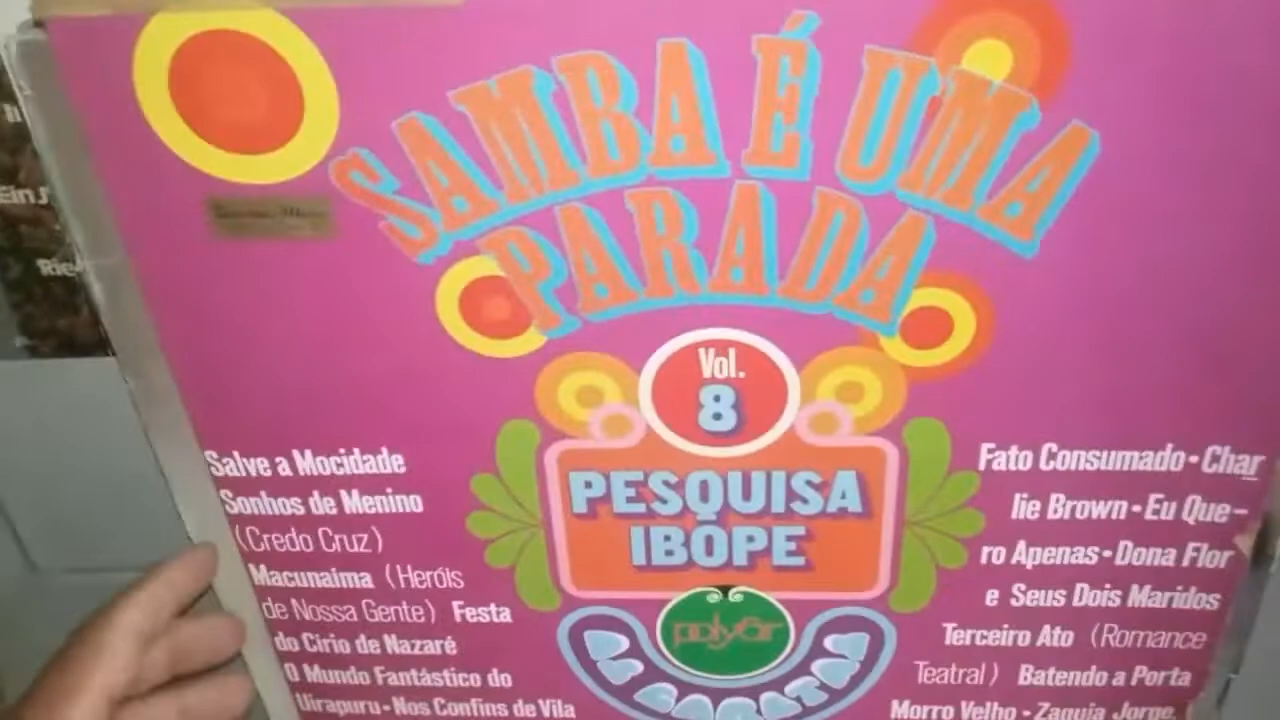 SAMBA É UMA
PARADA
Vol.
8
PESQUISA
IBOPE
polyfar
Salve a Mocidade
Sonhos de Menino
(Credo Cruz)
Macunaima (Heróis
de Nossa Gente) Festa
do Cirio de Nazaré
O Mundo Fantástico do
Uirapuru-Nos Confins de Vila
Fato Consumado•Char
lie Brown•Eu Que-
ro Apenas•Dona Flor
e Seus Dois Maridos
Terceiro Ato (Romance
Teatral) Batendo a Porta
Morro Velho - Zaquia Jorge,
Ein
Rie